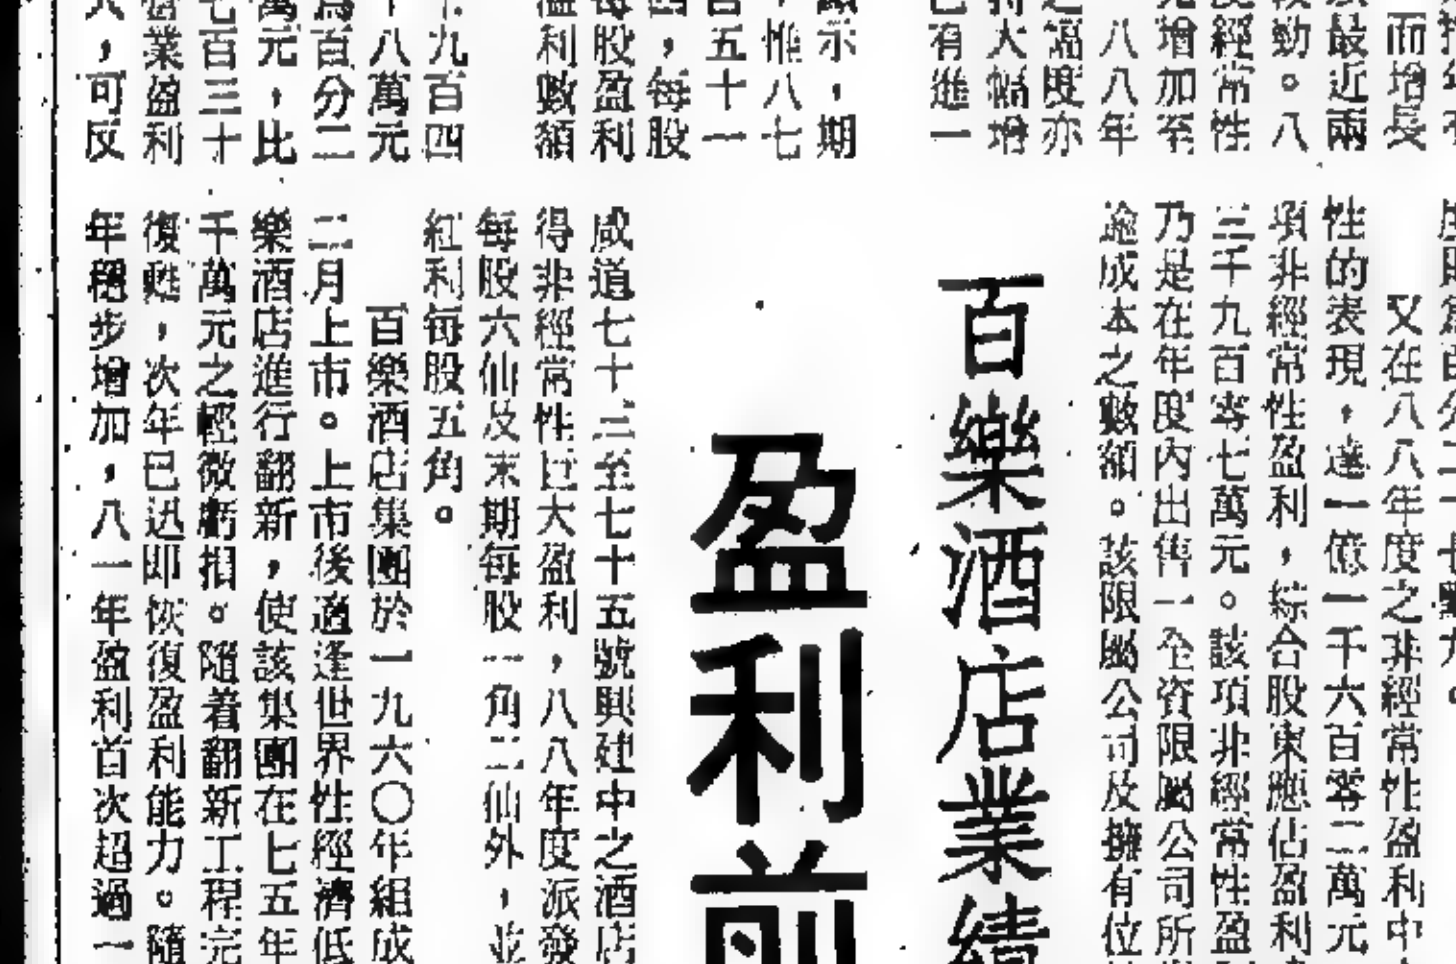 而增長
該最近兩
勁。八
經常性
增加至
八八年
幅度亦
大幅增
已有進一
示，期
惟八七
五十一
，每股
每股盈利
溢利數額
九百四
八萬元
為百分二
萬元，比
七百三十
營業盈利
，可反
又在八八年度之非經常性盈利中
性的表現，達一億一千六百零二萬元
項非經常性盈利，綜合股東應佔盈利
三千九百零七萬元。該項非經常性盈
乃是在年度內出售一全資限屬公司所
逾成本之數額。該限屬公司及擁有位
百樂酒店業績
盈利前
咸道七十三至七十五號興建中之酒店
得非經常性巨大盈利，八八年度派發
每股六仙及末期每股一角二仙外，並
紅利每股五角。
百樂酒店集團於一九六〇年組成
二月上市。上市後適逢世界性經濟低
樂酒店進行翻新，使該集團在七五年
千萬元之輕微虧損。隨着翻新工程完
復甦，次年已迅即恢復盈利能力。隨
年穩步增加，八一年盈利首次超過一